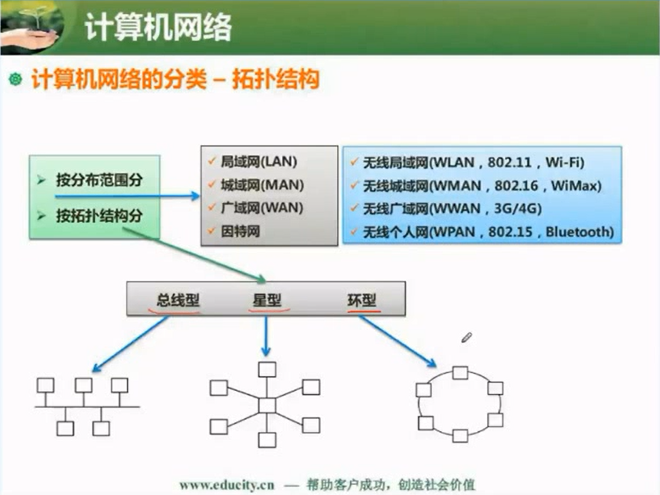 计算机网络
计算机网络的分类 – 拓扑结构
按分布范围分
按拓扑结构分
局域网(LAN)
城域网(MAN)
广域网(WAN)
因特网
无线局域网(WLAN，802.11，Wi-Fi)
无线城域网(WMAN，802.16，WiMax)
无线广域网(WWAN，3G/4G)
无线个人网(WPAN，802.15，Bluetooth)
总线型 星型 环型
www.educity.cn — 帮助客户成功，创造社会价值